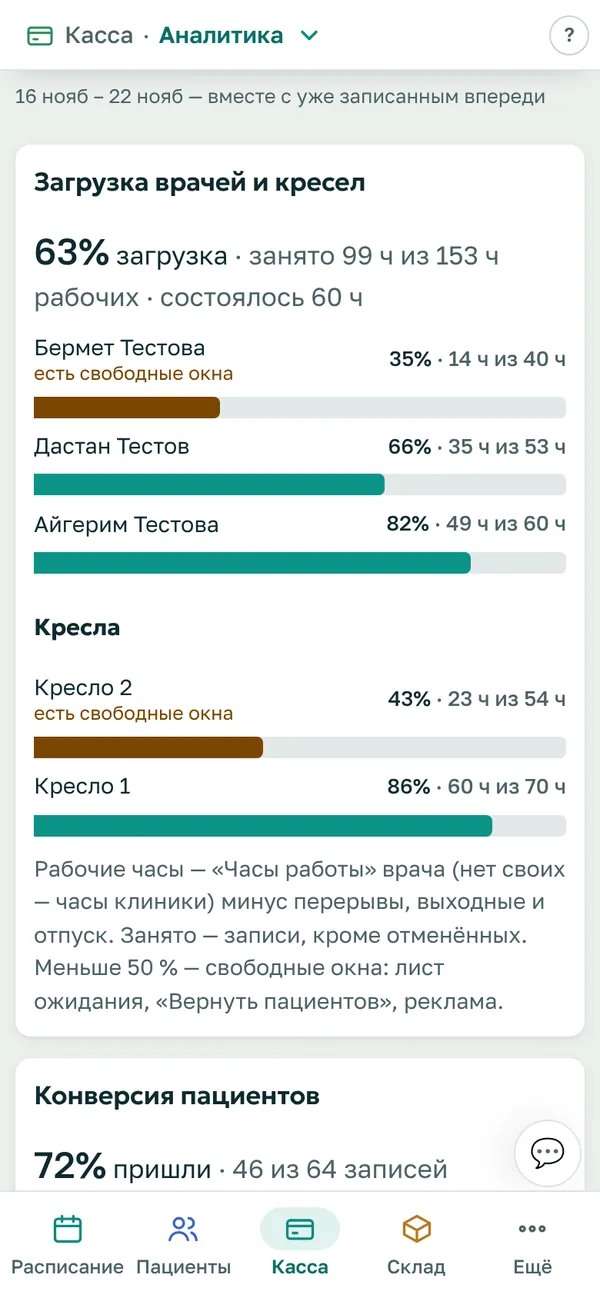 Касса · Аналитика
?
16 нояб – 22 нояб — вместе с уже записанным впереди
Загрузка врачей и кресел
63% загрузка · занято 99 ч из 153 ч
рабочих · состоялось 60 ч
Бермет Тестова
есть свободные окна
35% · 14 ч из 40 ч
Дастан Тестов
66% · 35 ч из 53 ч
Айгерим Тестова
82% · 49 ч из 60 ч
Кресла
Кресло 2
есть свободные окна
43% · 23 ч из 54 ч
Кресло 1
86% · 60 ч из 70 ч
Рабочие часы — «Часы работы» врача (нет своих
— часы клиники) минус перерывы, выходные и
отпуск. Занято — записи, кроме отменённых.
Меньше 50 % — свободные окна: лист
ожидания, «Вернуть пациентов», реклама.
Конверсия пациентов
72% пришли · 46 из 64 записей
Расписание
Пациенты
Касса
Склад
Ещё